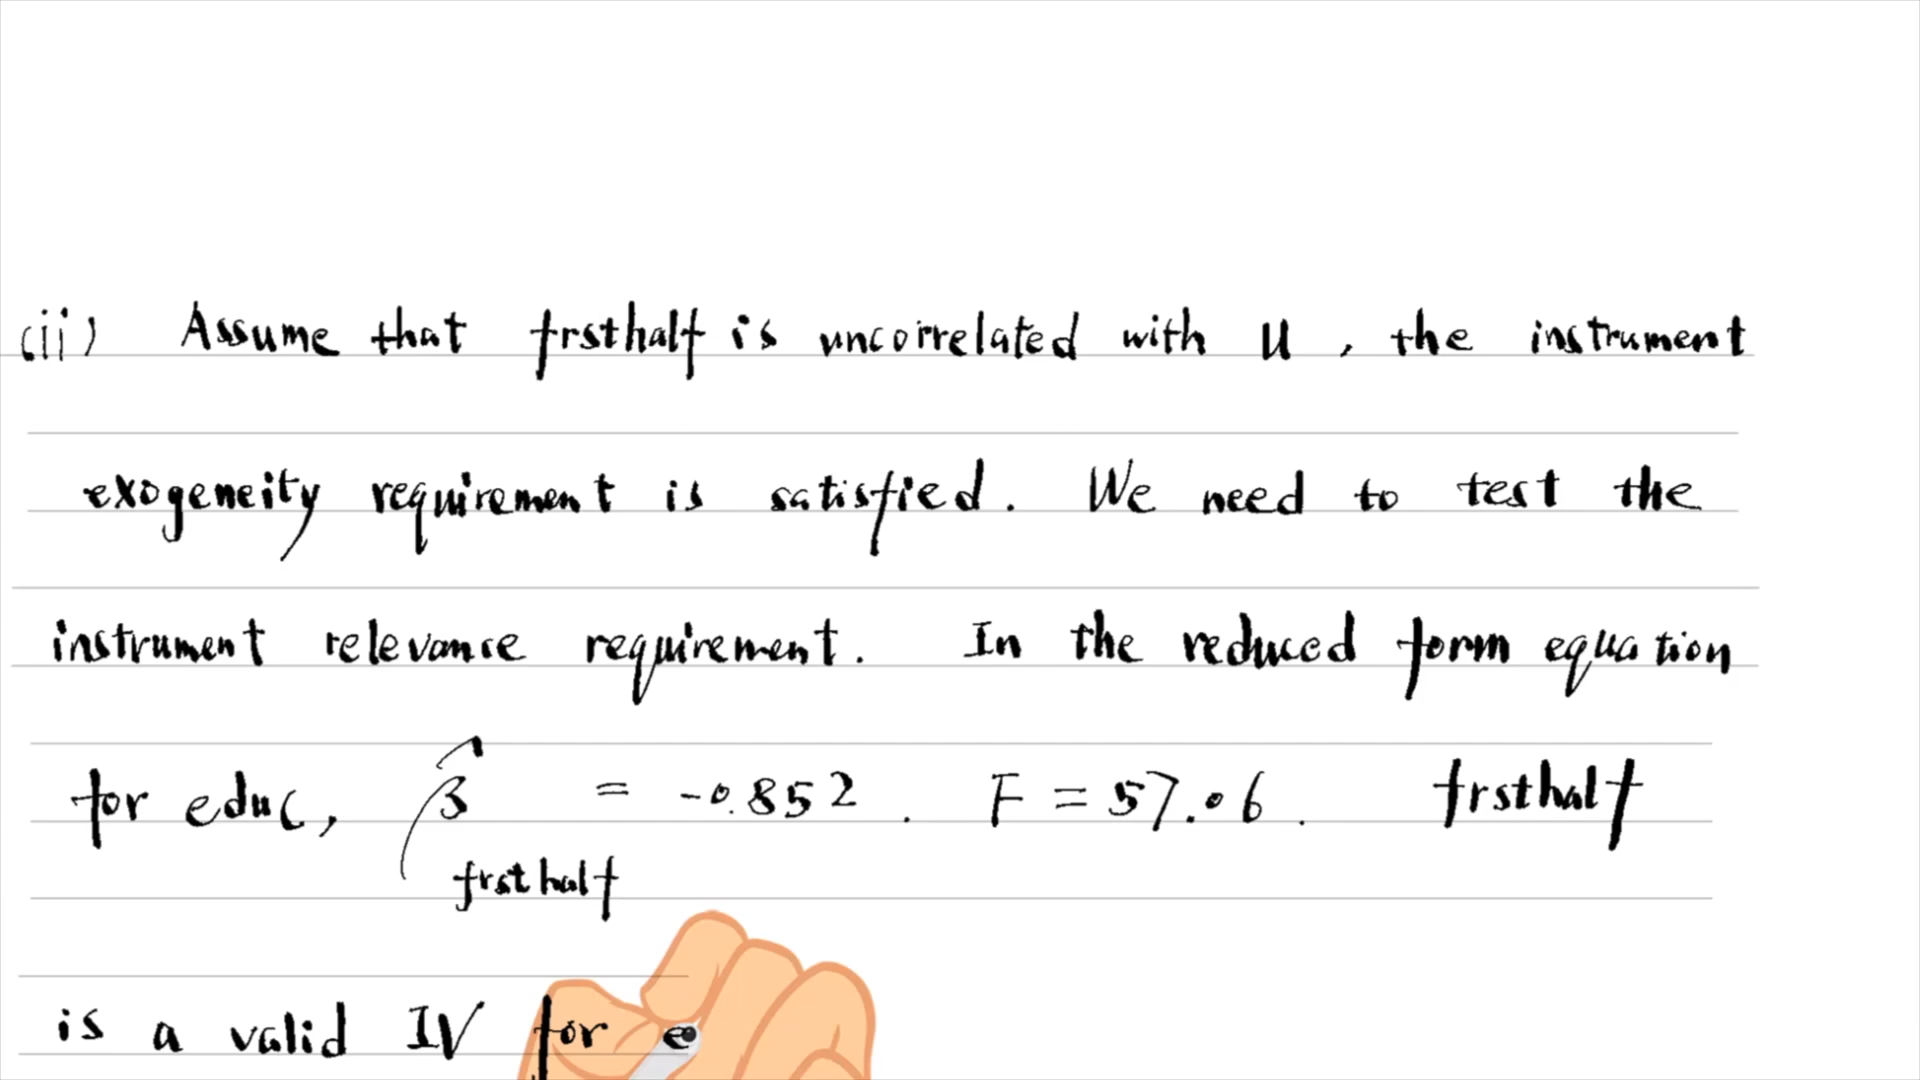 (ii) Assume that frsthalf is uncorrelated with u, the instrument
exogeneity requirement is satisfied. We need to test the
instrument relevance requirement. In the reduced form equation
for educ, β̂frsthalf = -0.852. F = 57.06. frsthalf
is a valid IV for e